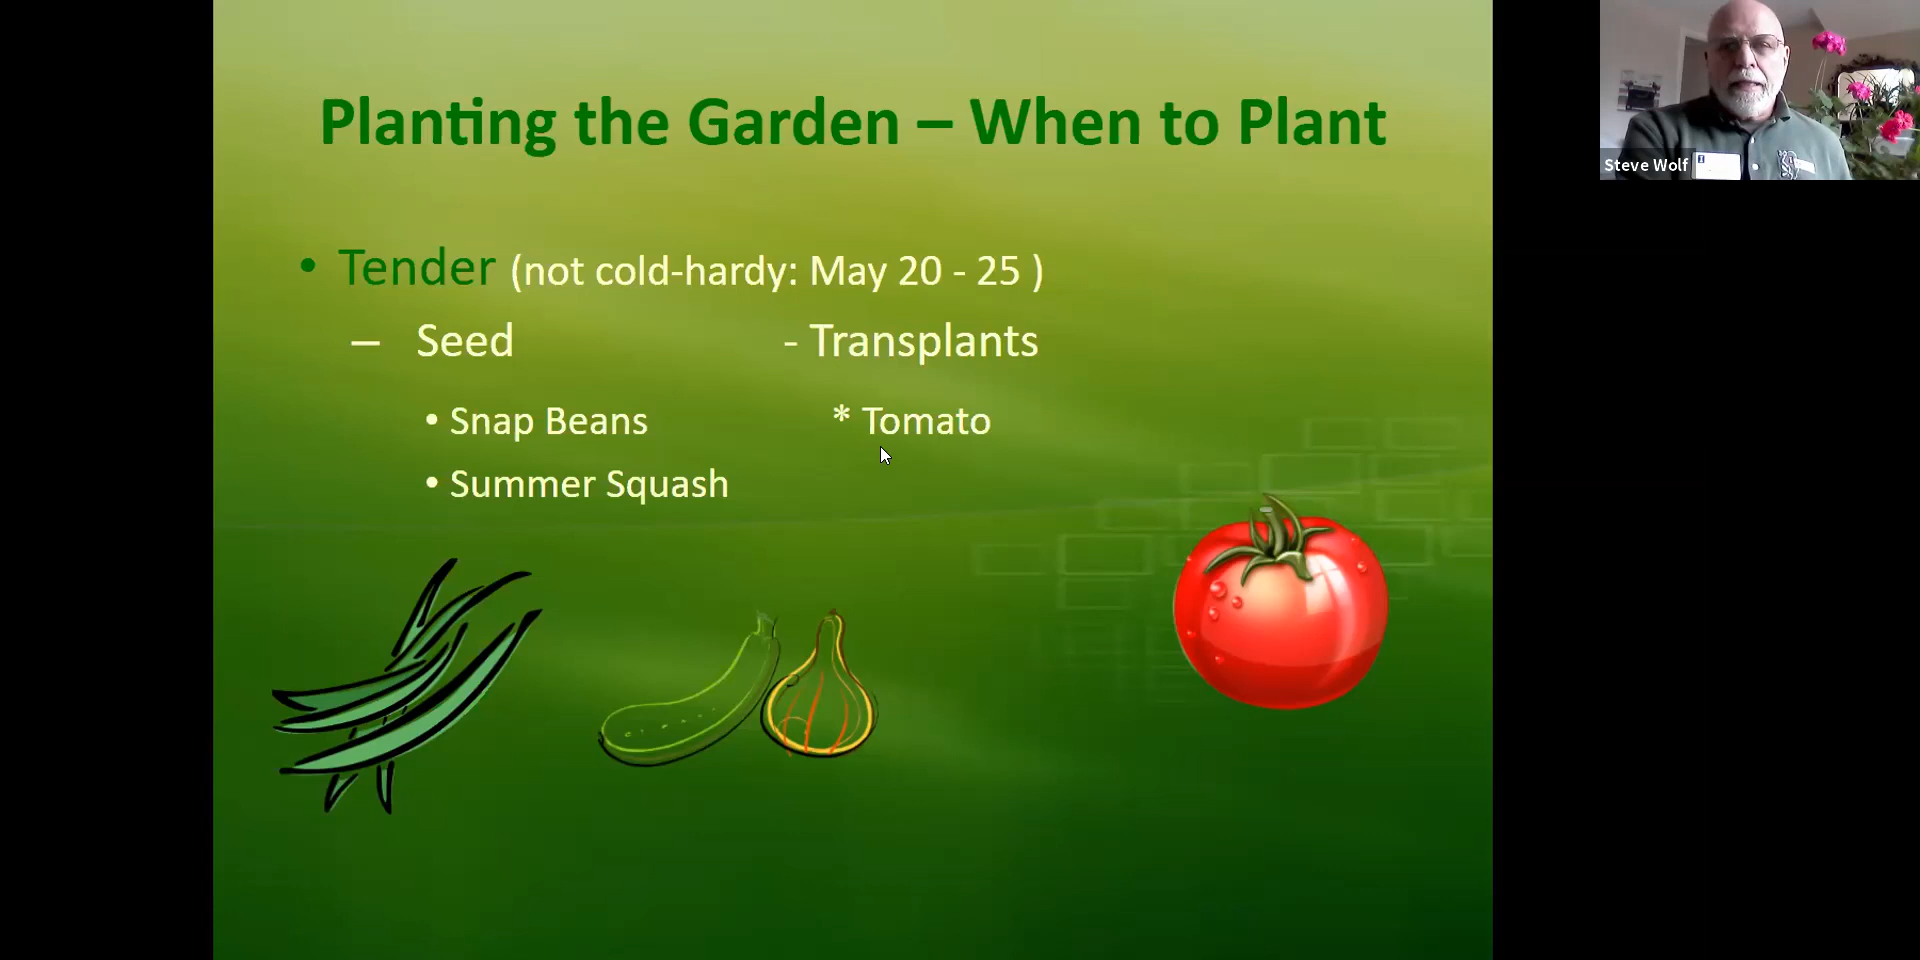 Planting the Garden – When to Plant
Steve Wolf
• Tender (not cold-hardy: May 20 - 25 )
– Seed - Transplants
• Snap Beans * Tomato
• Summer Squash